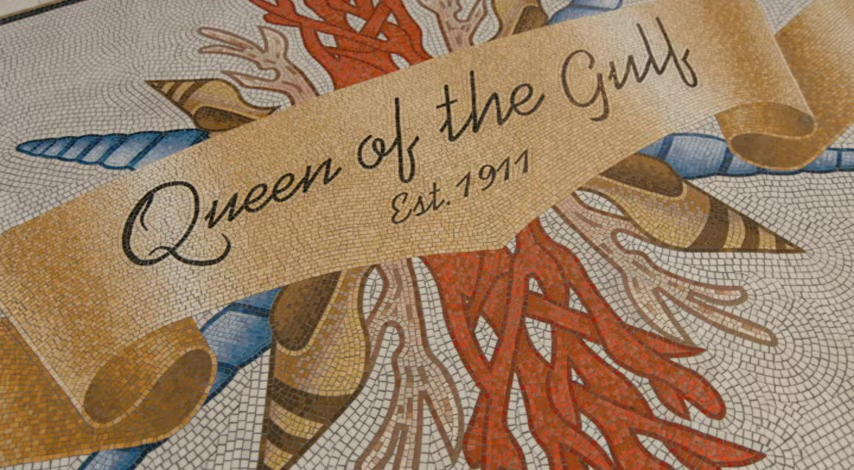 Queen of the Gulf
Est. 1911